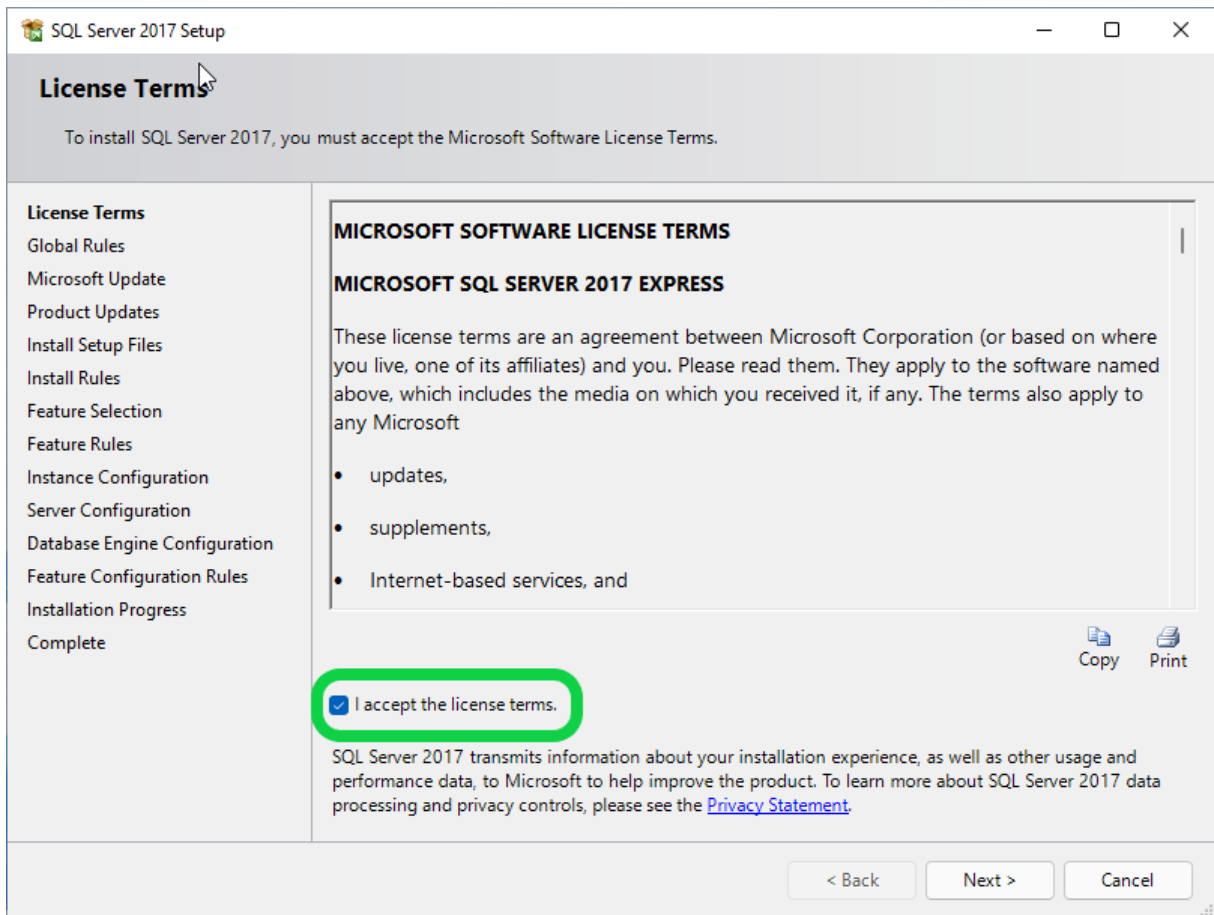 SQL Server 2017 Setup
License Terms
To install SQL Server 2017, you must accept the Microsoft Software License Terms.
License Terms
Global Rules
Microsoft Update
Product Updates
Install Setup Files
Install Rules
Feature Selection
Feature Rules
Instance Configuration
Server Configuration
Database Engine Configuration
Feature Configuration Rules
Installation Progress
Complete
MICROSOFT SOFTWARE LICENSE TERMS
MICROSOFT SQL SERVER 2017 EXPRESS
These license terms are an agreement between Microsoft Corporation (or based on where
you live, one of its affiliates) and you. Please read them. They apply to the software named
above, which includes the media on which you received it, if any. The terms also apply to
any Microsoft
• updates,
• supplements,
• Internet-based services, and
Copy Print
I accept the license terms.
SQL Server 2017 transmits information about your installation experience, as well as other usage and
performance data, to Microsoft to help improve the product. To learn more about SQL Server 2017 data
processing and privacy controls, please see the Privacy Statement.
< Back Next > Cancel